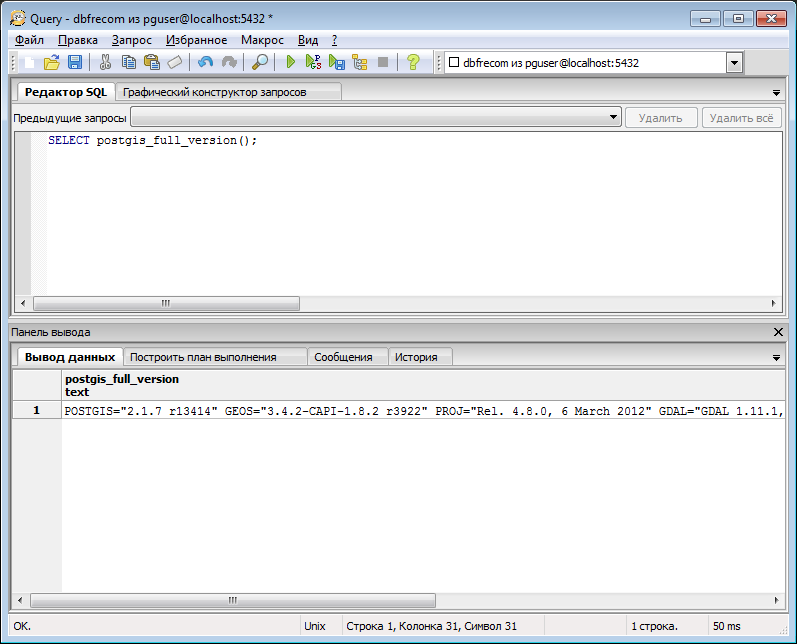 Query - dbfrecom из pguser@localhost:5432 *
Файл Правка Запрос Избранное Макрос Вид ?
dbfrecom из pguser@localhost:5432
Редактор SQL Графический конструктор запросов
Предыдущие запросы Удалить Удалить всё
SELECT postgis_full_version();
Панель вывода
Вывод данных Построить план выполнения Сообщения История
postgis_full_version
text
1 POSTGIS="2.1.7 r13414" GEOS="3.4.2-CAPI-1.8.2 r3922" PROJ="Rel. 4.8.0, 6 March 2012" GDAL="GDAL 1.11.1,
OK. Unix Строка 1, Колонка 31, Символ 31 1 строка. 50 ms